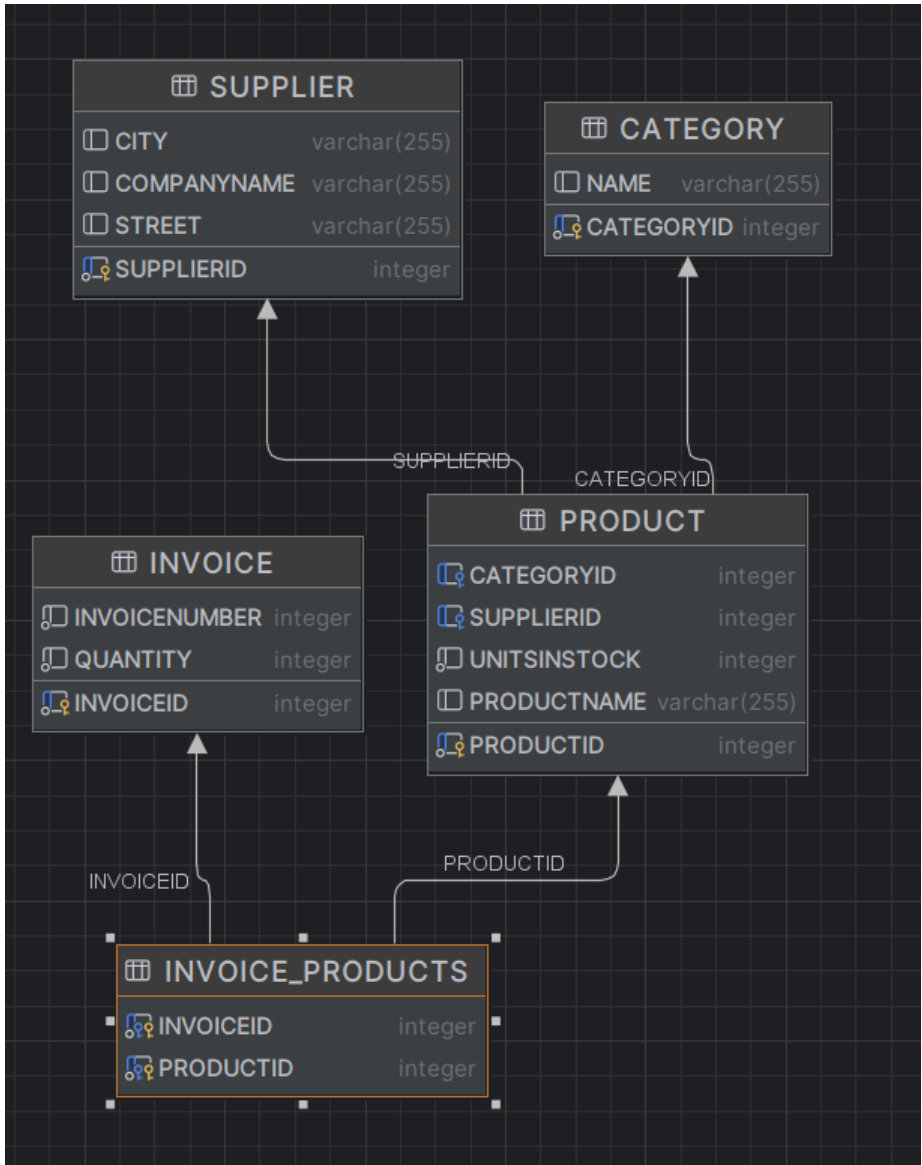 SUPPLIER
CITY varchar(255)
COMPANYNAME varchar(255)
STREET varchar(255)
SUPPLIERID integer
CATEGORY
NAME varchar(255)
CATEGORYID integer
SUPPLIERID
CATEGORYID
INVOICE
INVOICENUMBER integer
QUANTITY integer
INVOICEID integer
PRODUCT
CATEGORYID integer
SUPPLIERID integer
UNITSINSTOCK integer
PRODUCTNAME varchar(255)
PRODUCTID integer
INVOICEID
PRODUCTID
INVOICE_PRODUCTS
INVOICEID integer
PRODUCTID integer